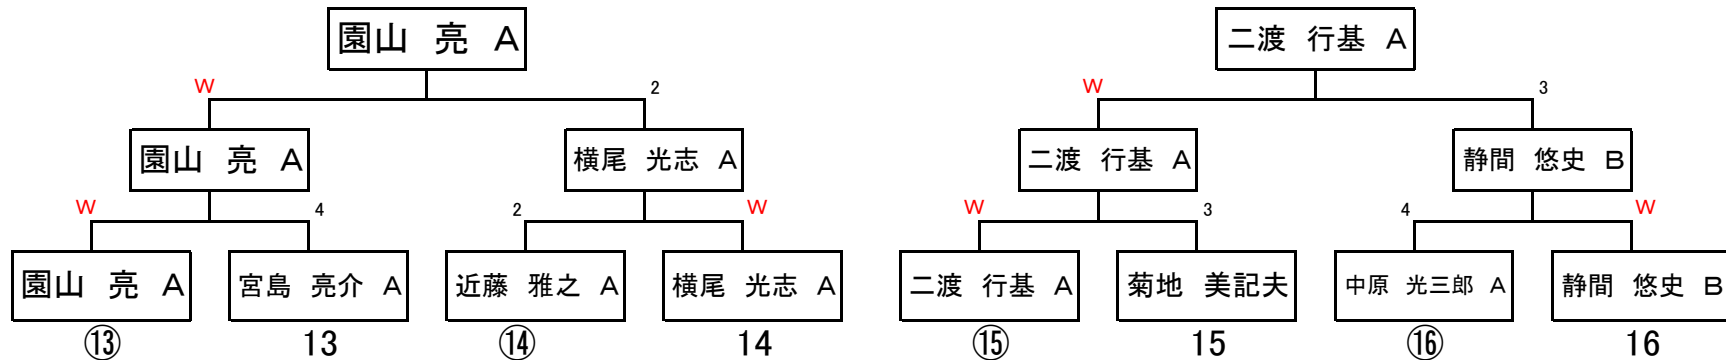 園山 亮 A 二渡 行基 A
W 2 W 3
園山 亮 A 横尾 光志 A 二渡 行基 A 静間 悠史 B
W 4 2 W W 3 4 W
園山 亮 A 宮島 亮介 A 近藤 雅之 A 横尾 光志 A 二渡 行基 A 菊地 美記夫 中原 光三郎 A 静間 悠史 B
⑬ 13 ⑭ 14 ⑮ 15 ⑯ 16